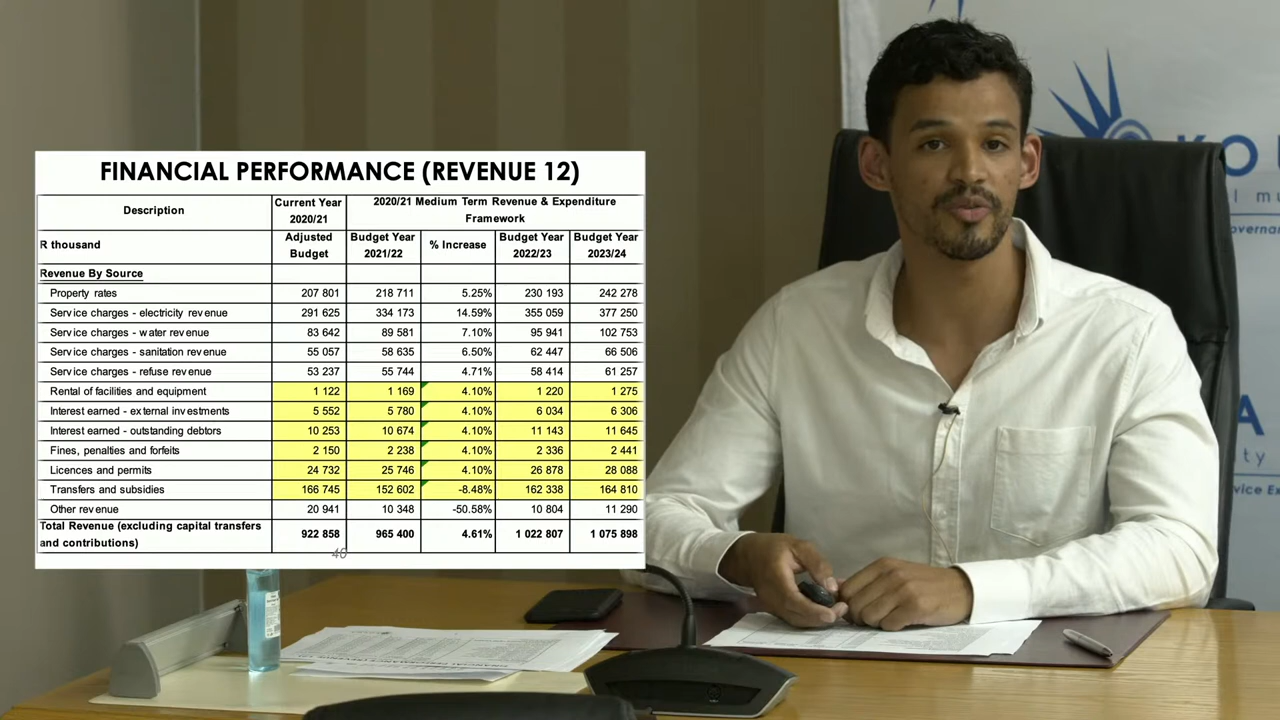 FINANCIAL PERFORMANCE (REVENUE 12)
Description Current Year 2020/21 2020/21 Medium Term Revenue & Expenditure Framework
R thousand Adjusted Budget Budget Year 2021/22 % Increase Budget Year 2022/23 Budget Year 2023/24
Revenue By Source
Property rates 207 801 218 711 5.25% 230 193 242 278
Service charges - electricity revenue 291 625 334 173 14.59% 355 059 377 250
Service charges - water revenue 83 642 89 581 7.10% 95 941 102 753
Service charges - sanitation revenue 55 057 58 635 6.50% 62 447 66 506
Service charges - refuse revenue 53 237 55 744 4.71% 58 414 61 257
Rental of facilities and equipment 1 122 1 169 4.10% 1 220 1 275
Interest earned - external investments 5 552 5 780 4.10% 6 034 6 306
Interest earned - outstanding debtors 10 253 10 674 4.10% 11 143 11 645
Fines, penalties and forfeits 2 150 2 238 4.10% 2 336 2 441
Licences and permits 24 732 25 746 4.10% 26 878 28 088
Transfers and subsidies 166 745 152 602 -8.48% 162 338 164 810
Other revenue 20 941 10 348 -50.58% 10 804 11 290
Total Revenue (excluding capital transfers and contributions) 922 858 965 400 4.61% 1 022 807 1 075 898
40
KO
l mu
overnan
A
ty
vice Ex